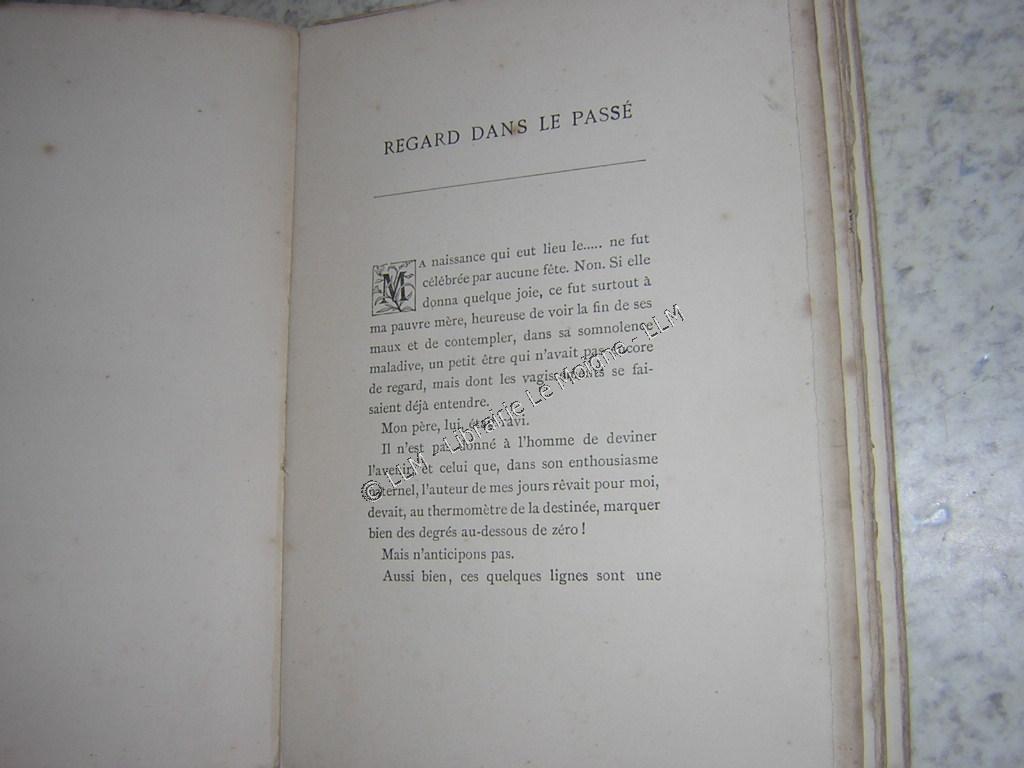 REGARD DANS LE PASSÉ
MA naissance qui eut lieu le..... ne fut
célébrée par aucune fête. Non. Si elle
donna quelque joie, ce fut surtout à
ma pauvre mère, heureuse de voir la fin de ses
maux et de contempler, dans sa somnolence
maladive, un petit être qui n'avait pas encore
de regard, mais dont les vagissements se fai-
saient déjà entendre.
Mon père, lui, était ravi.
Il n'est pas donné à l'homme de deviner
l'avenir, et celui que, dans son enthousiasme
paternel, l'auteur de mes jours rêvait pour moi,
devait, au thermomètre de la destinée, marquer
bien des degrés au-dessous de zéro !
Mais n'anticipons pas.
Aussi bien, ces quelques lignes sont une
© LLM - Librairie Le Moigne - LLM